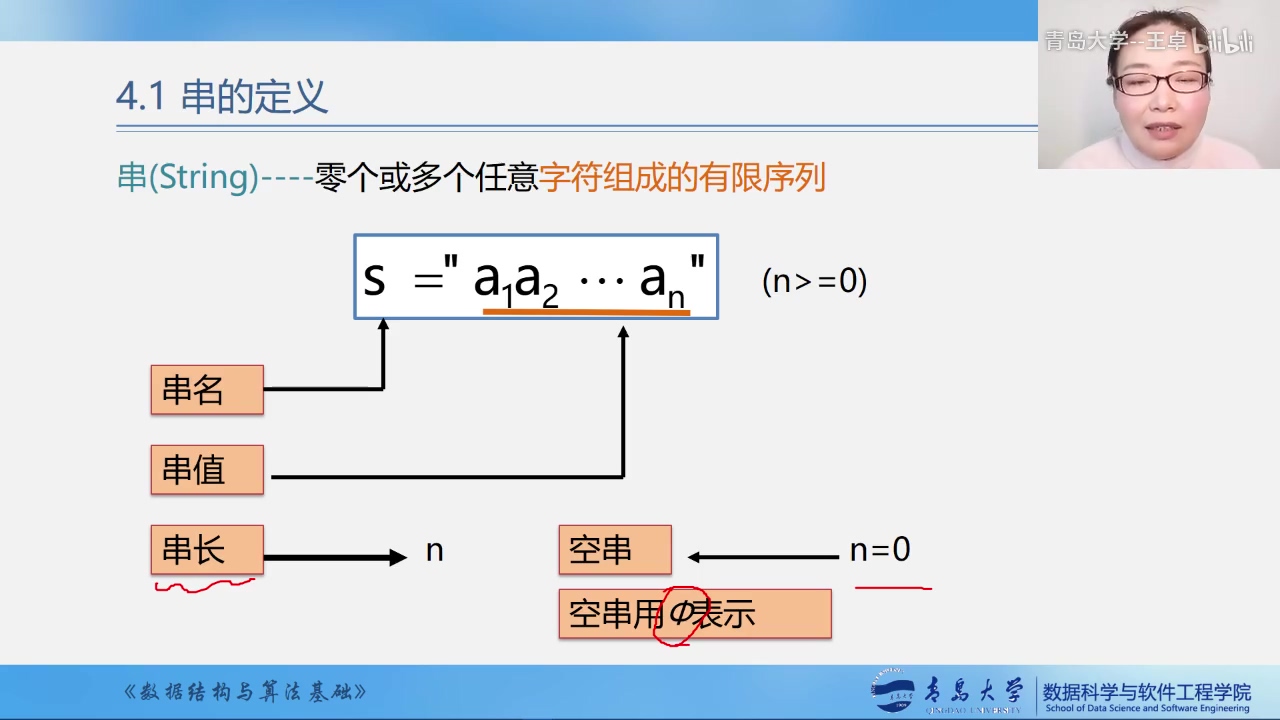 青岛大学--王卓 bilibili
4.1 串的定义
串(String)----零个或多个任意字符组成的有限序列
s =" a1a2 ⋯ an" (n>=0)
串名
串值
串长 n 空串 n=0
空串用Φ表示
《数据结构与算法基础》 青岛大学 数据科学与软件工程学院
QINGDAO UNIVERSITY School of Data Science and Software Engineering